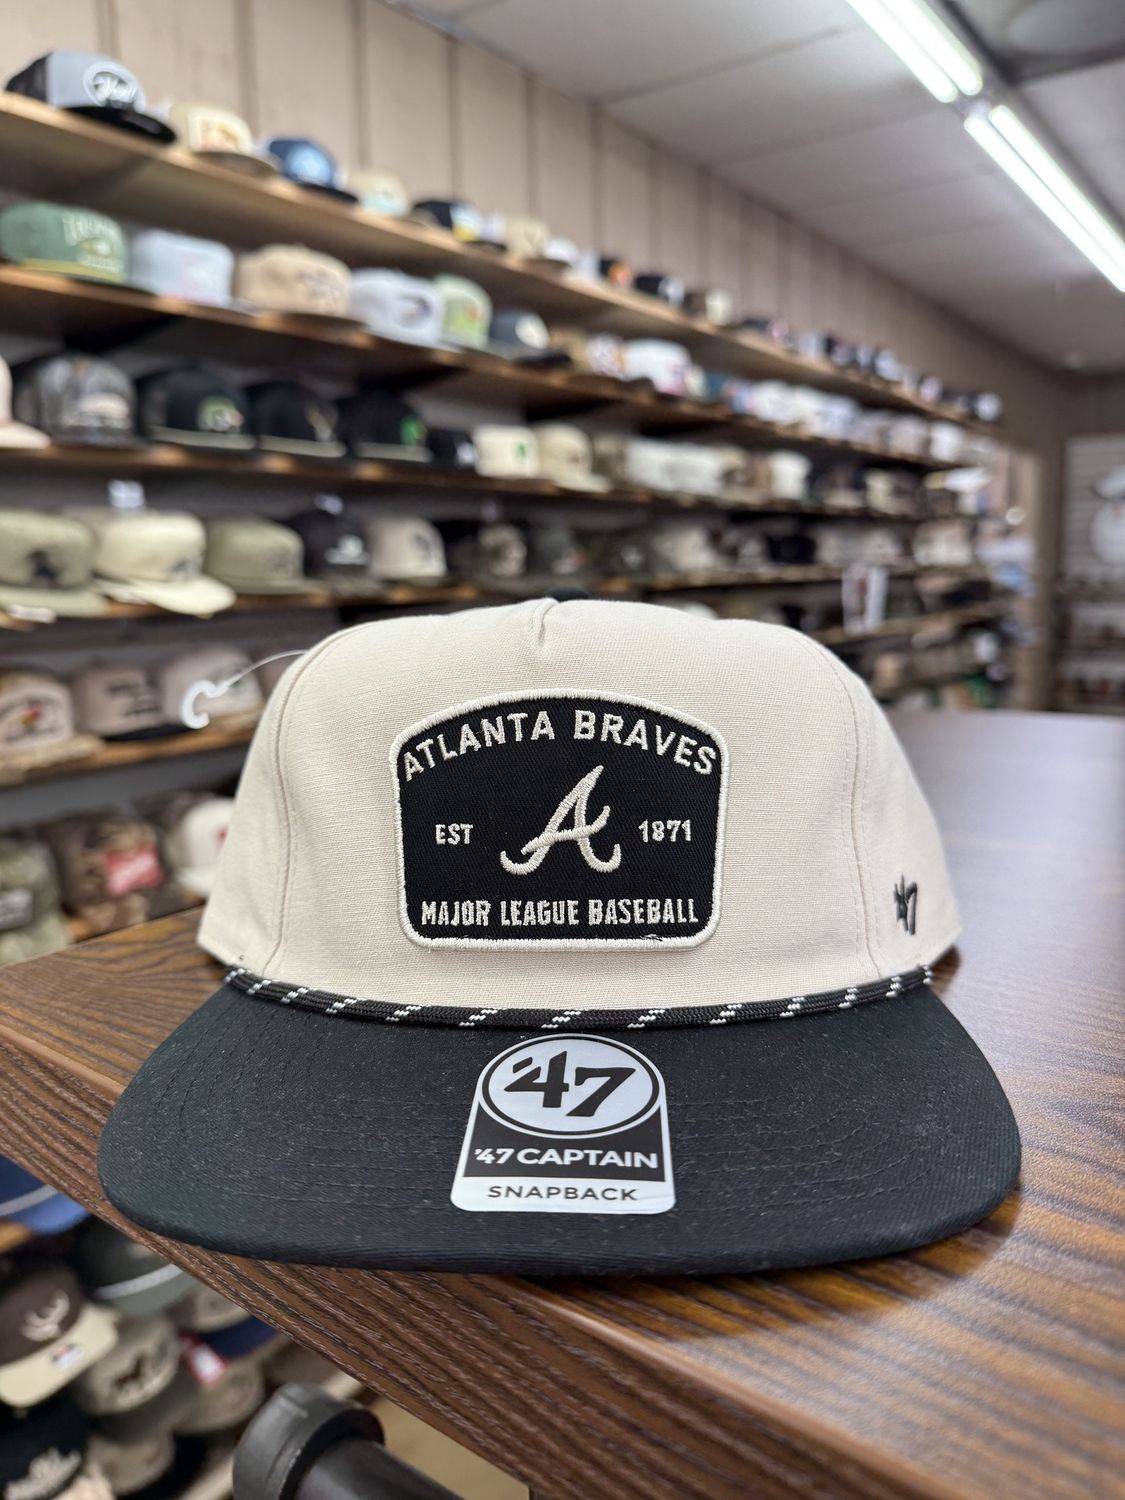 ATLANTA BRAVES
EST A 1871
MAJOR LEAGUE BASEBALL
'47
'47
'47 CAPTAIN
SNAPBACK